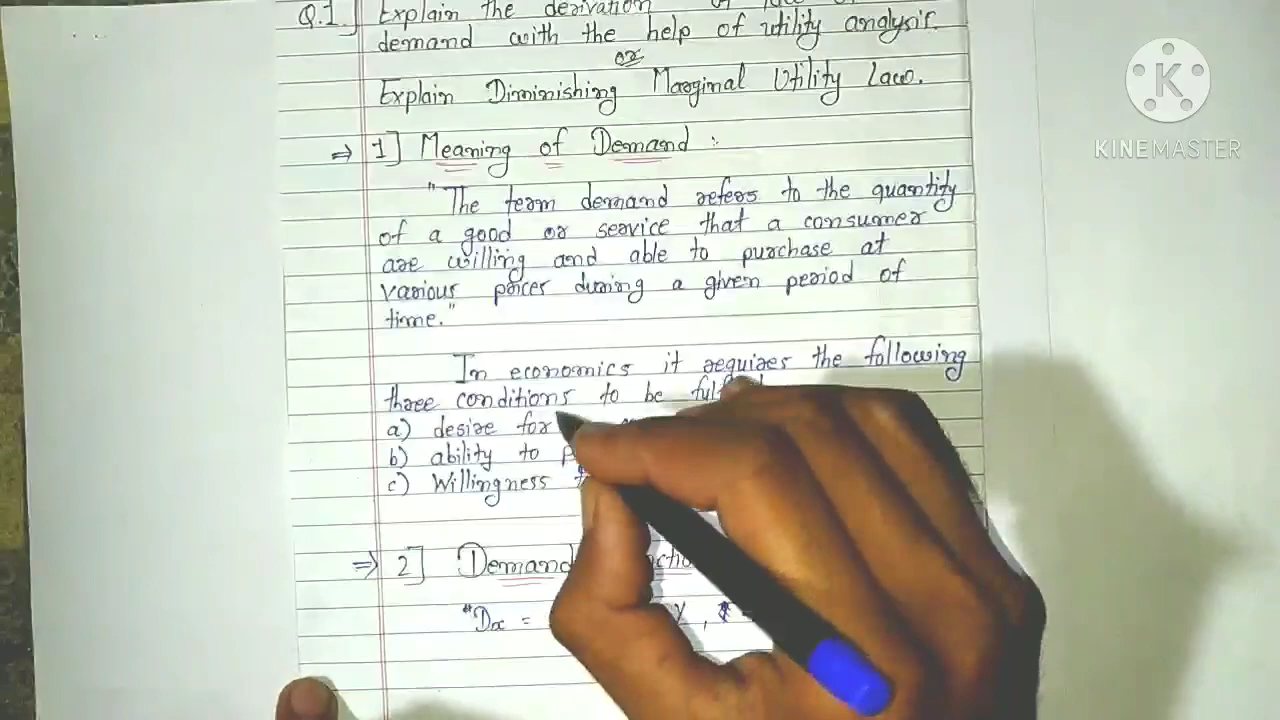 Q.1] Explain the derivation of law of
demand with the help of utility analysis.
or
Explain Diminishing Marginal Utility Law.
⇒ 1] Meaning of Demand :
"The term demand refers to the quantity
of a good or service that a consumer
are willing and able to purchase at
various prices during a given period of
time."
In economics it requires the following
three conditions to be
a) desire for
b) ability to
c) Willingness
⇒ 2] Demand
"Dx =
K
KINEMASTER